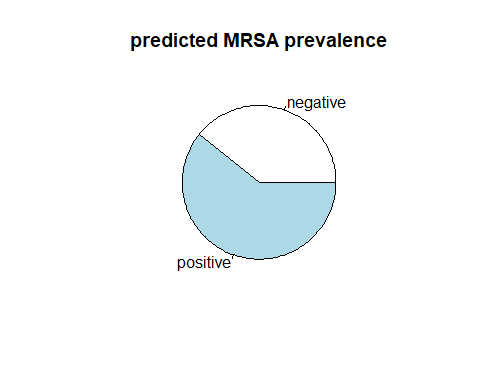 predicted MRSA prevalence
negative
positive